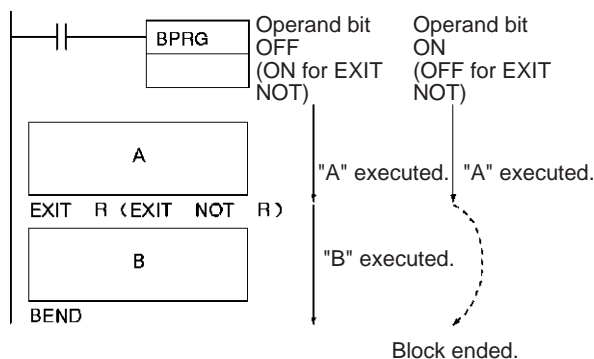 BPRG
Operand bit
OFF
(ON for EXIT
NOT)
Operand bit
ON
(OFF for EXIT
NOT)
A
"A" executed.
"A" executed.
EXIT R (EXIT NOT R)
B
"B" executed.
BEND
Block ended.